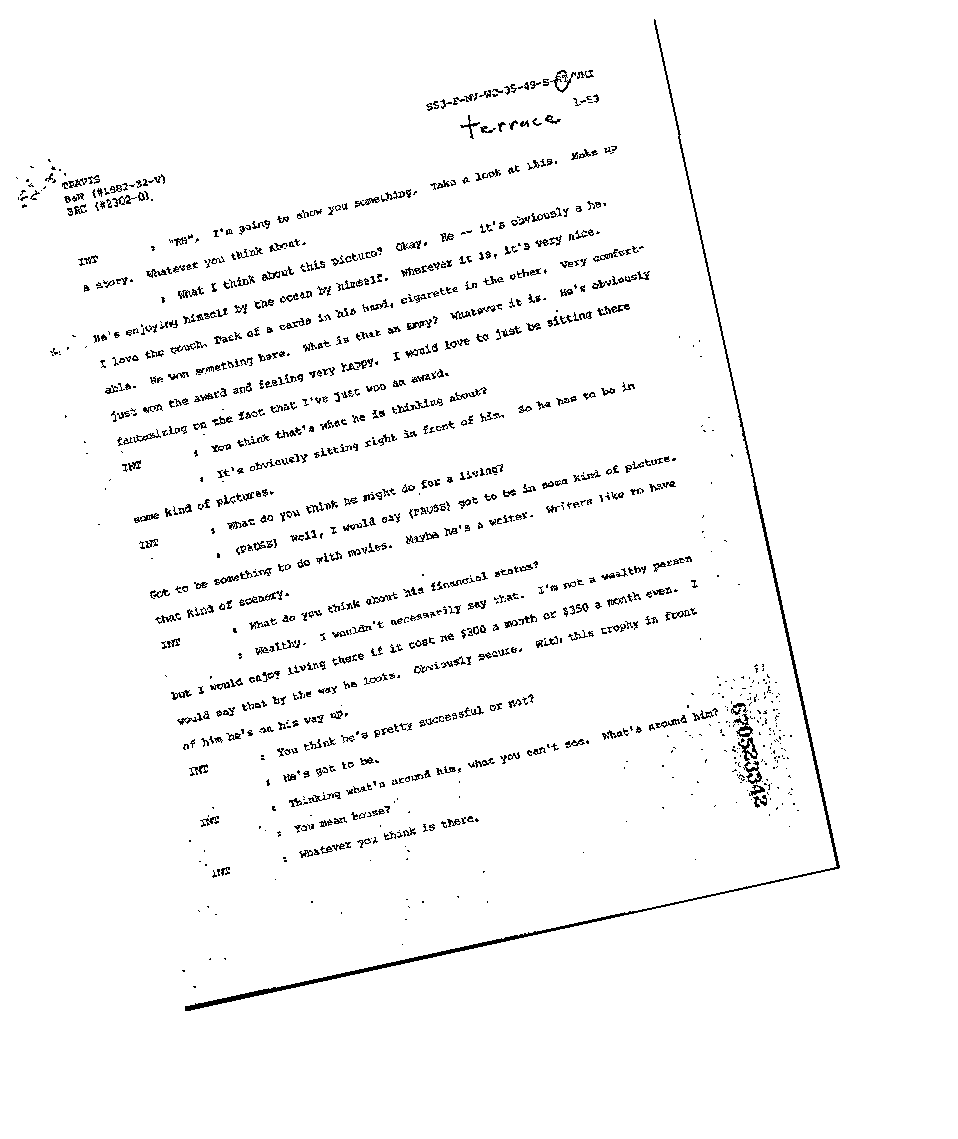 SS3-F-NV-W2-35-49-S-
1-53
terrace
TRAVIS
B&W (#1982-32-V)
SRC (#2302-0)
INT : "RH". I'm going to show you something. Take a look at this. Make up
a story. Whatever you think about.
: What I think about this picture? Okay. He -- it's obviously a he.
He's enjoying himself by the ocean by himself. Wherever it is, it's very nice.
I love the couch. Pack of a cards in his hand, cigarette in the other. Very comfort-
able. He won something here. What is that an Emmy? Whatever it is. He's obviously
just won the award and feeling very happy. I would love to just be sitting there
fantasizing on the fact that I've just won an award.
INT : You think that's what he is thinking about?
: It's obviously sitting right in front of him. So he has to be in
some kind of pictures.
INT : What do you think he might do for a living?
: (PAUSE) Well, I would say (PAUSE) got to be in some kind of picture.
Got to be something to do with movies. Maybe he's a writer. Writers like to have
that kind of scenery.
INT : What do you think about his financial status?
: Wealthy. I wouldn't necessarily say that. I'm not a wealthy person
but I would enjoy living there if it cost me $200 a month or $350 a month even. I
would say that by the way he looks. Obviously secure. With this trophy in front
of him he's on his way up.
INT : You think he's pretty successful or not?
: He's got to be.
INT : Thinking what's around him, what you can't see. What's around him?
: You mean house?
INT : Whatever you think is there.
670523342